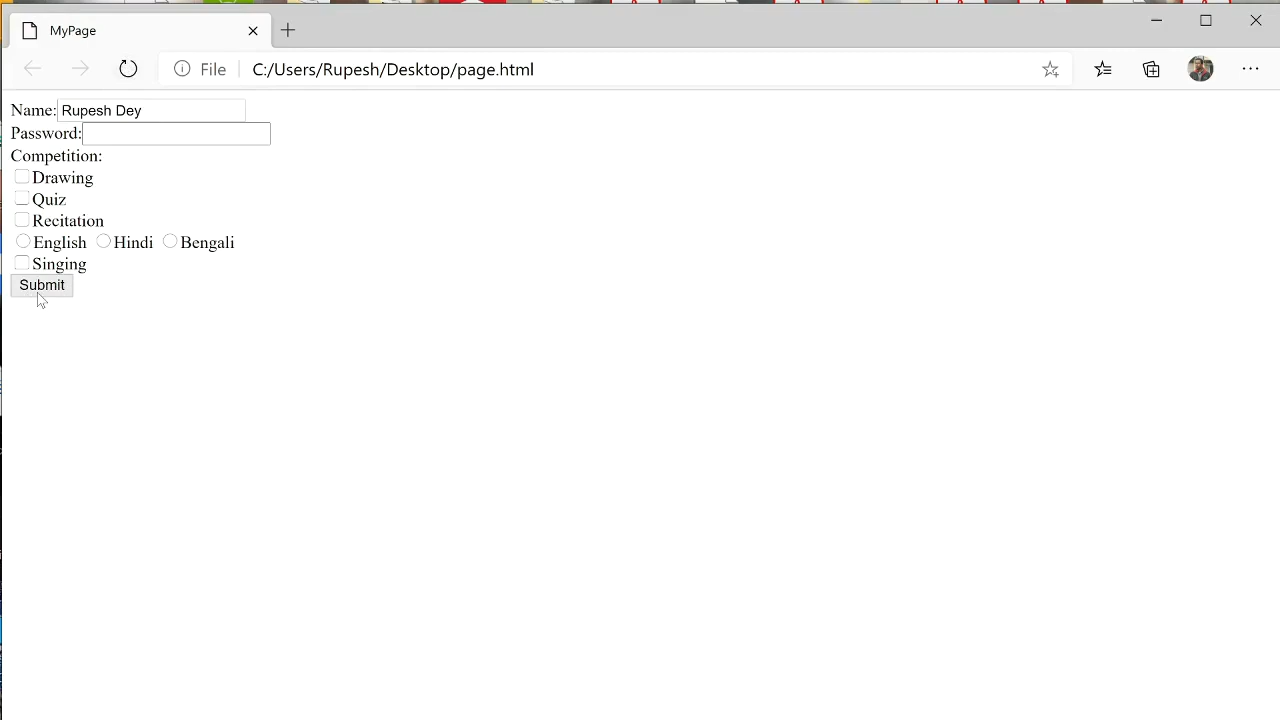 MyPage
File C:/Users/Rupesh/Desktop/page.html
Name: Rupesh Dey
Password:
Competition:
Drawing
Quiz
Recitation
English Hindi Bengali
Singing
Submit